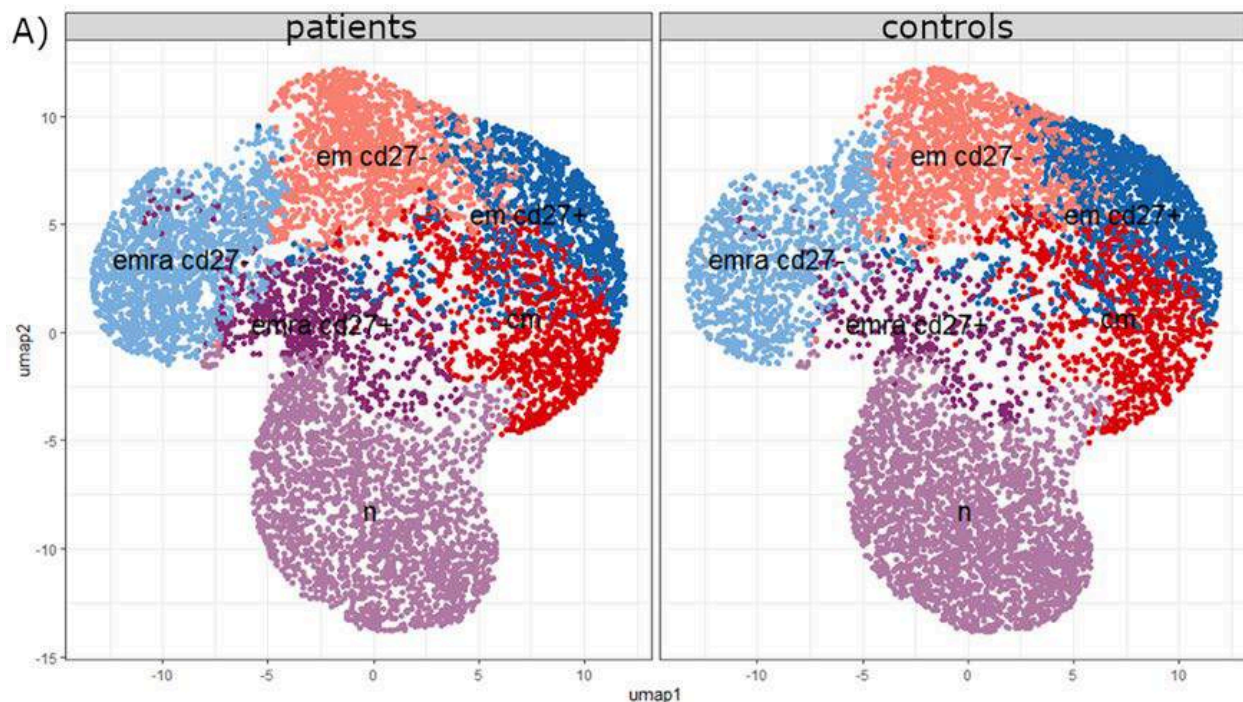 A)
patients
controls
em cd27-
em cd27-
em cd27+
em cd27+
emra cd27-
emra cd27-
emra cd27+
cm
emra cd27+
cm
n
n
umap2
10
5
0
-5
-10
-15
-10
-5
0
5
10
-10
-5
0
5
10
umap1